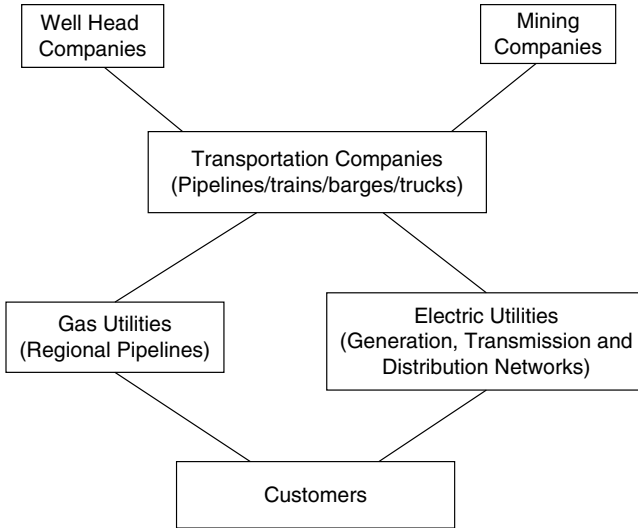 Well Head
Companies
Mining
Companies
Transportation Companies
(Pipelines/trains/barges/trucks)
Gas Utilities
(Regional Pipelines)
Electric Utilities
(Generation, Transmission and
Distribution Networks)
Customers